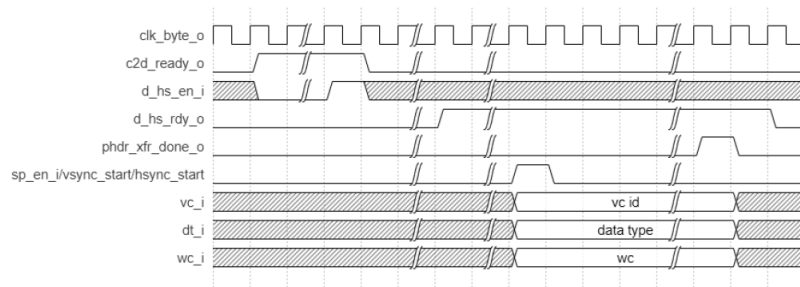 clk_byte_o
c2d_ready_o
d_hs_en_i
d_hs_rdy_o
phdr_xfr_done_o
sp_en_i/vsync_start/hsync_start
vc_i vc id
dt_i data type
wc_i wc